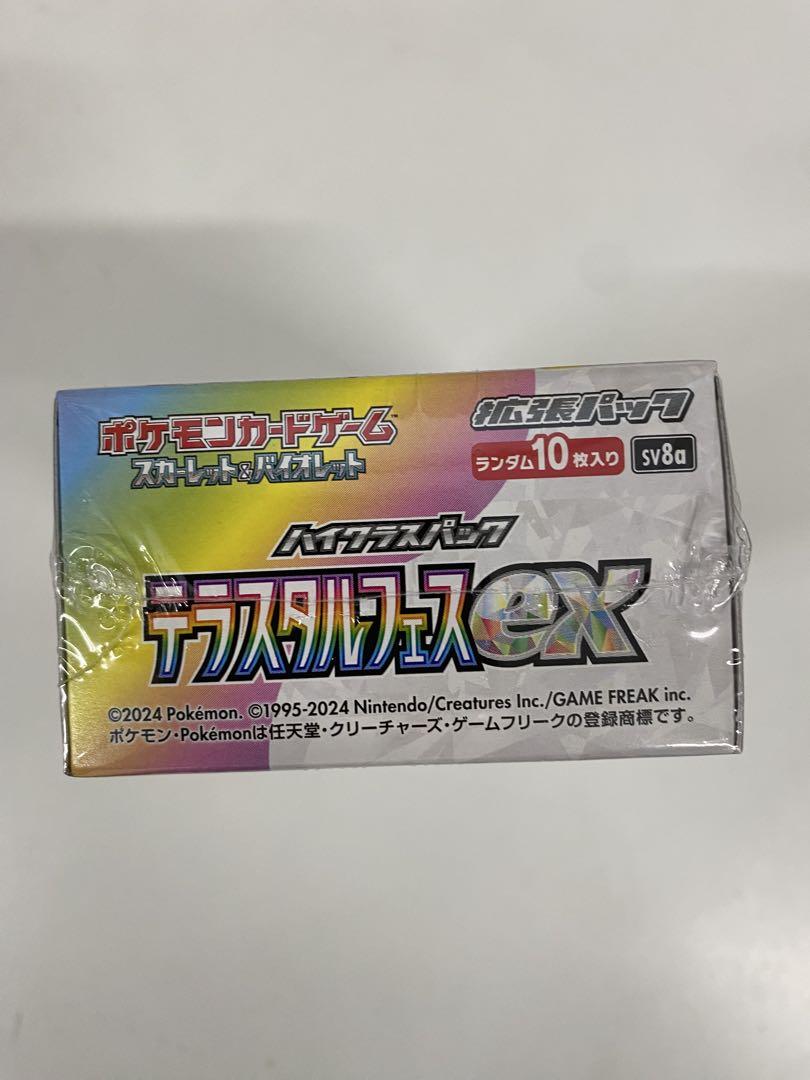 ポケモンカードゲーム™
スカーレット&バイオレット
拡張パック
ランダム10枚入り SV8a
ハイクラスパック
テラスタルフェスex
©2024 Pokémon. ©1995-2024 Nintendo/Creatures Inc./GAME FREAK inc.
ポケモン・Pokémonは任天堂・クリーチャーズ・ゲームフリークの登録商標です。